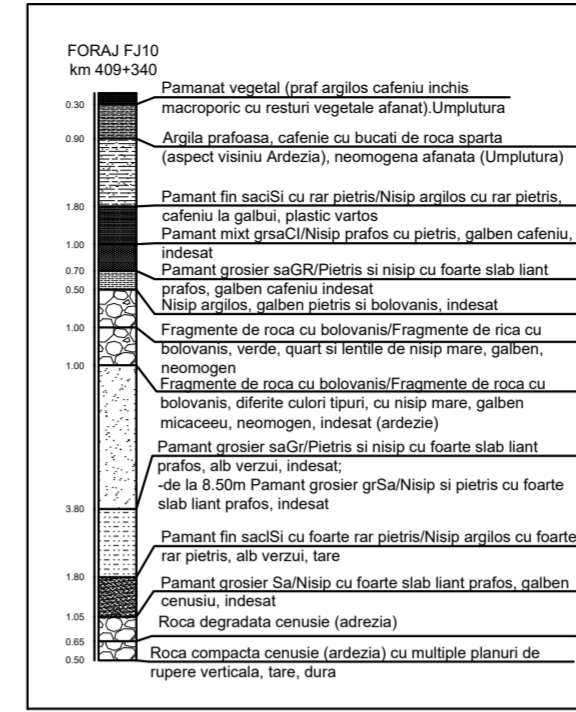 FORAJ FJ10
km 409+340
0.30
0.90
1.80
1.00
0.70
0.50
1.00
1.00
3.80
1.80
1.05
0.65
0.50
Pamanat vegetal (praf argilos cafeniu inchis
macroporic cu resturi vegetale afanat).Umplutura
Argila prafoasa, cafenie cu bucati de roca sparta
(aspect visiniu Ardezia), neomogena afanata (Umplutura)
Pamant fin saciSi cu rar pietris/Nisip argilos cu rar pietris,
cafeniu la galbui, plastic vartos
Pamant mixt grsaCl/Nisip prafos cu pietris, galben cafeniu,
indesat
Pamant grosier saGR/Pietris si nisip cu foarte slab liant
prafos, galben cafeniu indesat
Nisip argilos, galben pietris si bolovanis, indesat
Fragmente de roca cu bolovanis/Fragmente de rica cu
bolovanis, verde, quart si lentile de nisip mare, galben,
neomogen
Fragmente de roca cu bolovanis/Fragmente de roca cu
bolovanis, diferite culori tipuri, cu nisip mare, galben
micaceeu, neomogen, indesat (ardezie)
Pamant grosier saGr/Pietris si nisip cu foarte slab liant
prafos, alb verzui, indesat;
-de la 8.50m Pamant grosier grSa/Nisip si pietris cu foarte
slab liant prafos, indesat
Pamant fin saclSi cu foarte rar pietris/Nisip argilos cu foarte
rar pietris, alb verzui, tare
Pamant grosier Sa/Nisip cu foarte slab liant prafos, galben
cenusiu, indesat
Roca degradata cenusie (adrezia)
Roca compacta cenusie (ardezia) cu multiple planuri de
rupere verticala, tare, dura